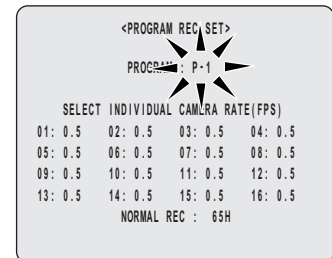 <PROGRAM REC SET>
PROGRAM : P-1
SELECT INDIVIDUAL CAMERA RATE(FPS)
01: 0.5 02: 0.5 03: 0.5 04: 0.5
05: 0.5 06: 0.5 07: 0.5 08: 0.5
09: 0.5 10: 0.5 11: 0.5 12: 0.5
13: 0.5 14: 0.5 15: 0.5 16: 0.5
NORMAL REC : 65H